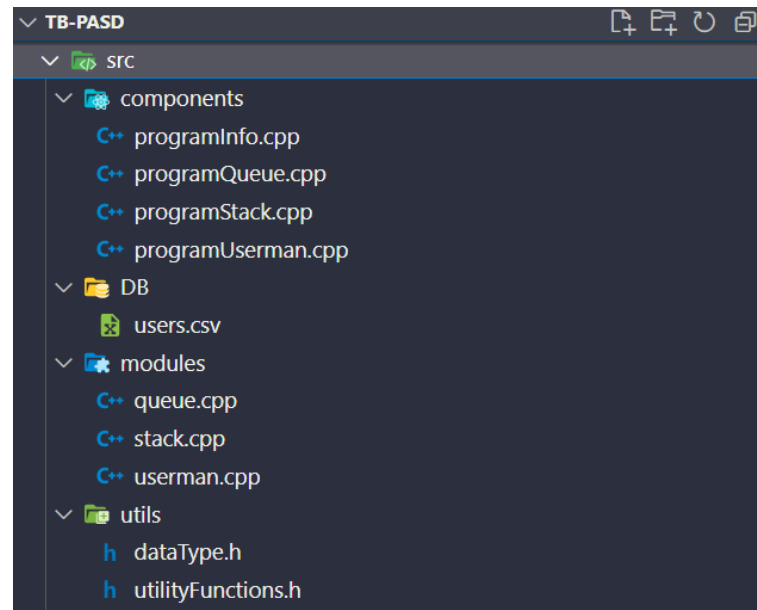 TB-PASD
src
components
C++ programInfo.cpp
C++ programQueue.cpp
C++ programStack.cpp
C++ programUserman.cpp
DB
users.csv
modules
C++ queue.cpp
C++ stack.cpp
C++ userman.cpp
utils
h dataType.h
h utilityFunctions.h